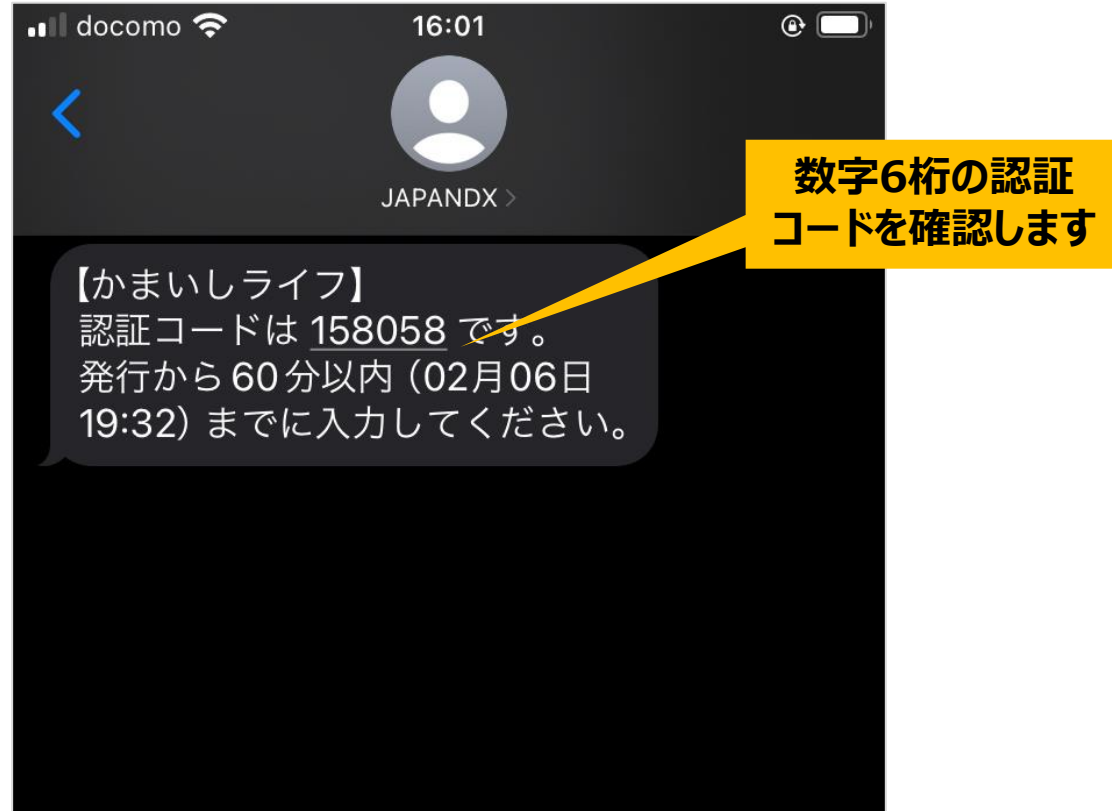 docomo
16:01
JAPANDX
数字6桁の認証
コードを確認します
【かまいしライフ】
認証コードは 158058 です。
発行から60分以内（02月06日
19:32）までに入力してください。